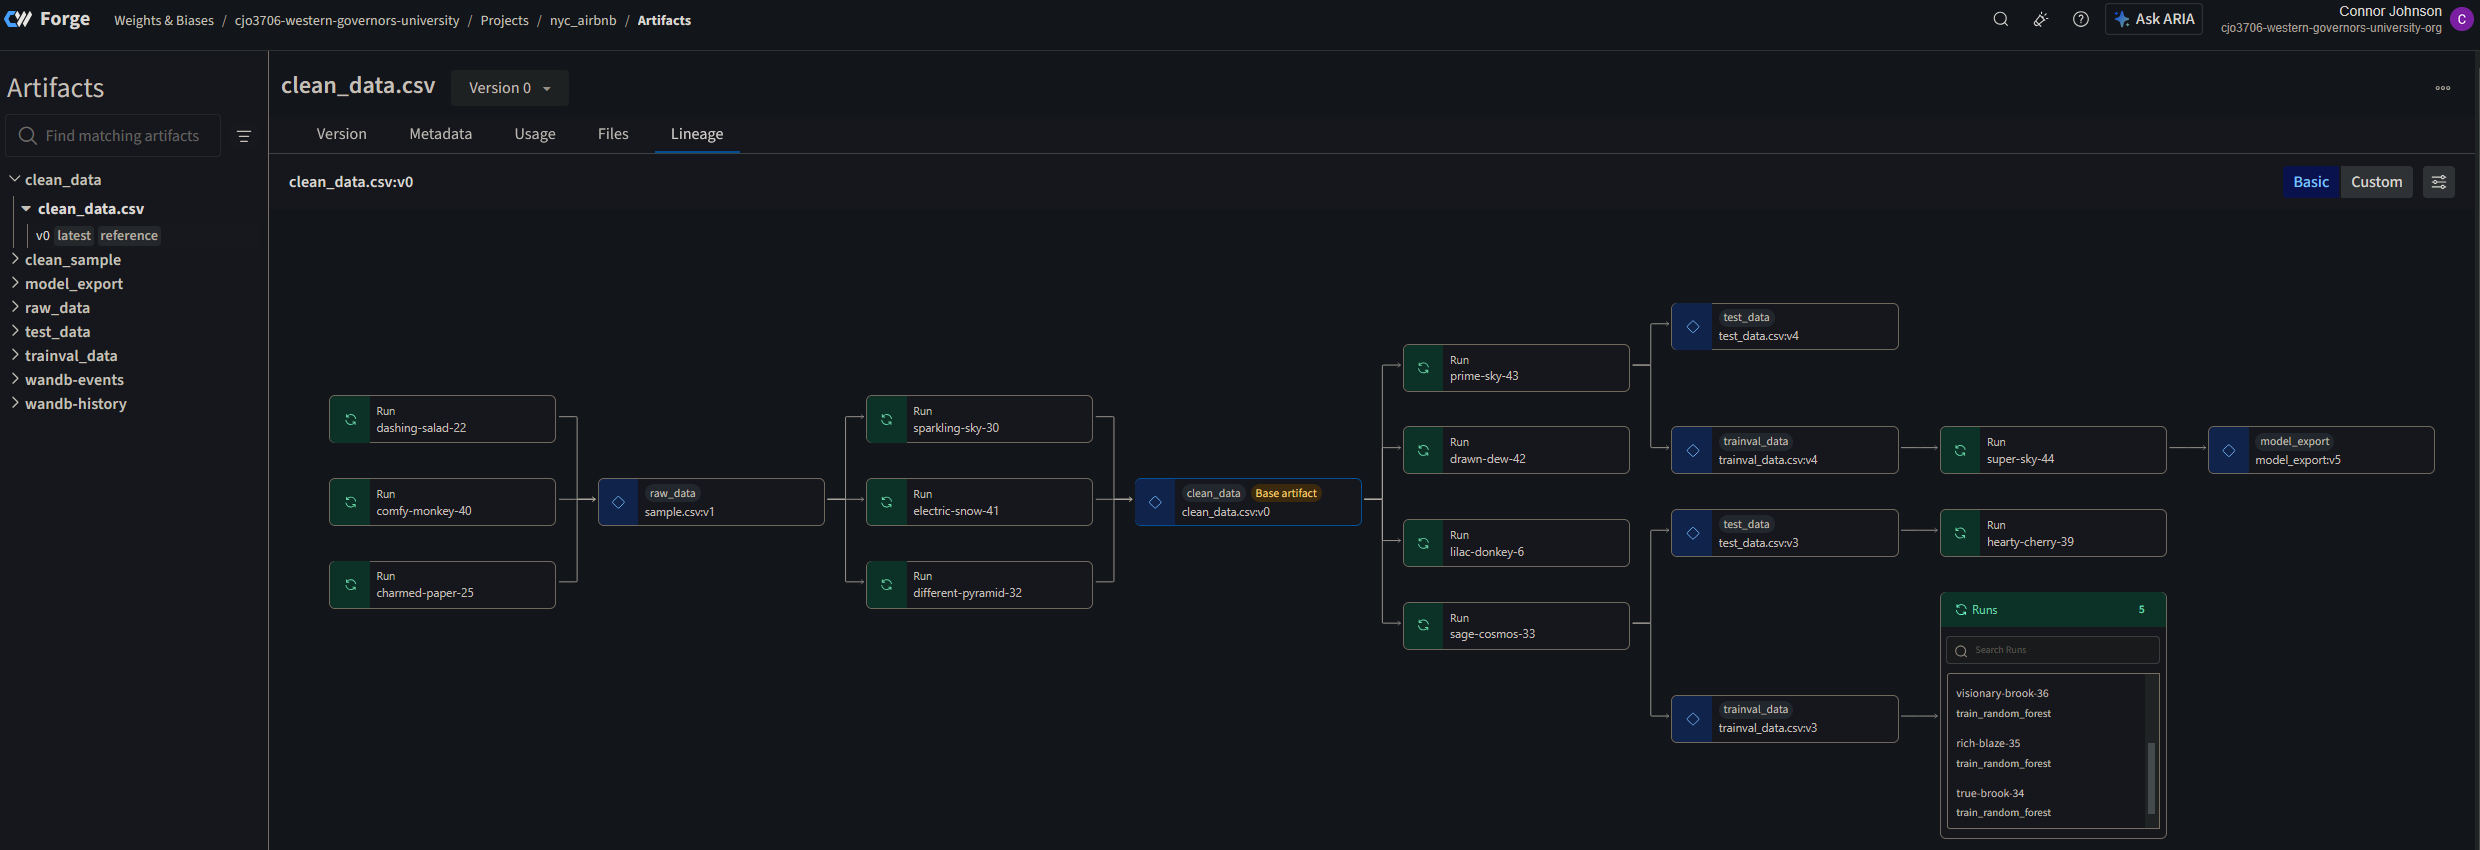 Forge
Weights & Biases / cjo3706-western-governors-university / Projects / nyc_airbnb / Artifacts
Ask ARIA
Connor Johnson
cjo3706-western-governors-university-org
C
Artifacts
Find matching artifacts
clean_data
clean_data.csv
v0 latest reference
clean_sample
model_export
raw_data
test_data
trainval_data
wandb-events
wandb-history
clean_data.csv
Version 0
Version Metadata Usage Files Lineage
clean_data.csv:v0
Basic Custom
Run
dashing-salad-22
Run
comfy-monkey-40
Run
charmed-paper-25
raw_data
sample.csv:v1
Run
sparkling-sky-30
Run
electric-snow-41
Run
different-pyramid-32
clean_data Base artifact
clean_data.csv:v0
Run
prime-sky-43
Run
drawn-dew-42
Run
lilac-donkey-6
Run
sage-cosmos-33
test_data
test_data.csv:v4
trainval_data
trainval_data.csv:v4
test_data
test_data.csv:v3
trainval_data
trainval_data.csv:v3
Run
super-sky-44
Run
hearty-cherry-39
Runs 5
Search Runs
visionary-brook-36
train_random_forest
rich-blaze-35
train_random_forest
true-brook-34
train_random_forest
model_export
model_export:v5